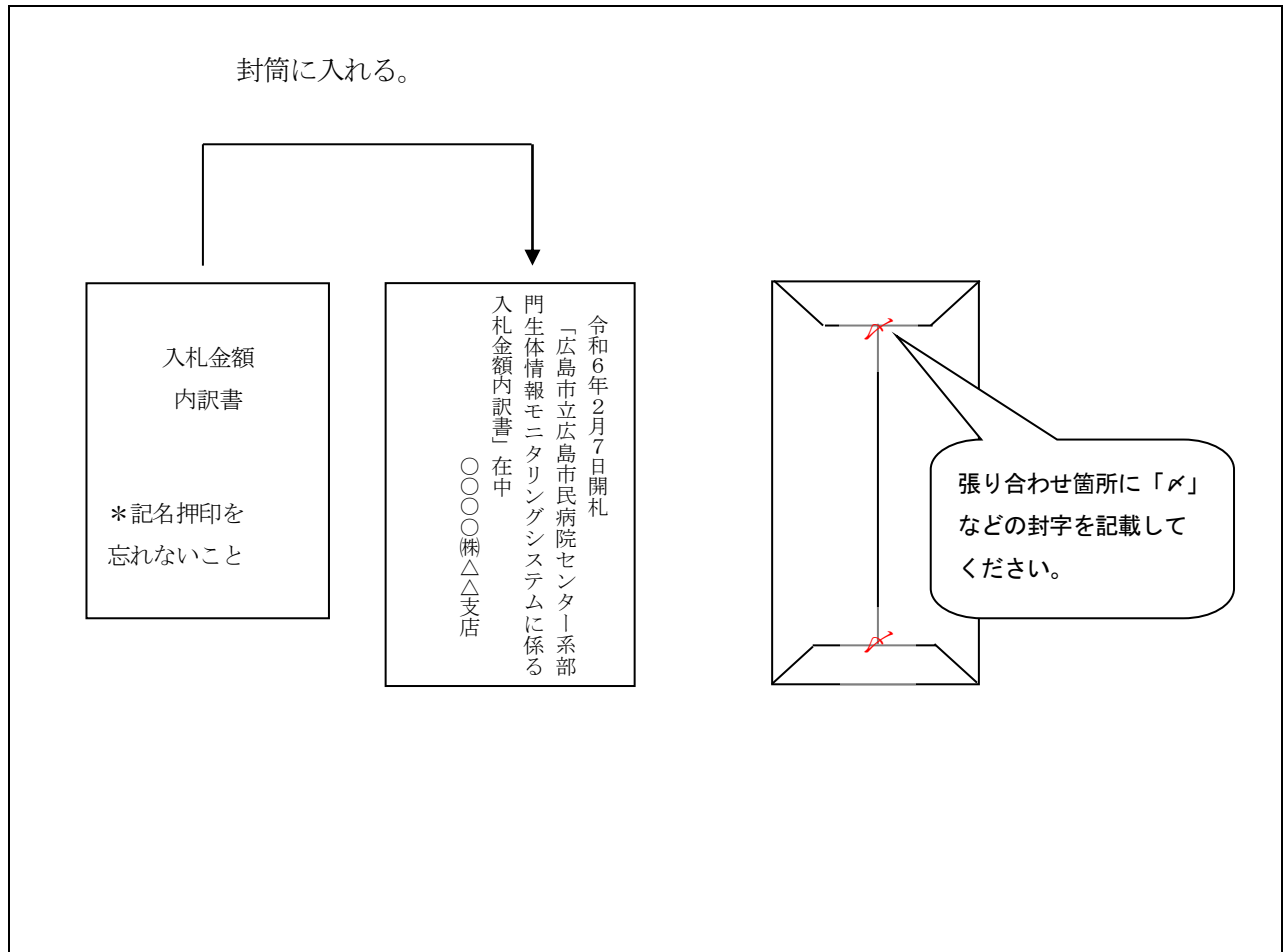 封筒に入れる。
入札金額
内訳書
＊記名押印を
忘れないこと
令和６年２月７日開札
「広島市立広島市民病院センター系部
門生体情報モニタリングシステムに係る
入札金額内訳書」在中
○○○○㈱△△支店
〆
〆
張り合わせ箇所に「〆」
などの封字を記載して
ください。